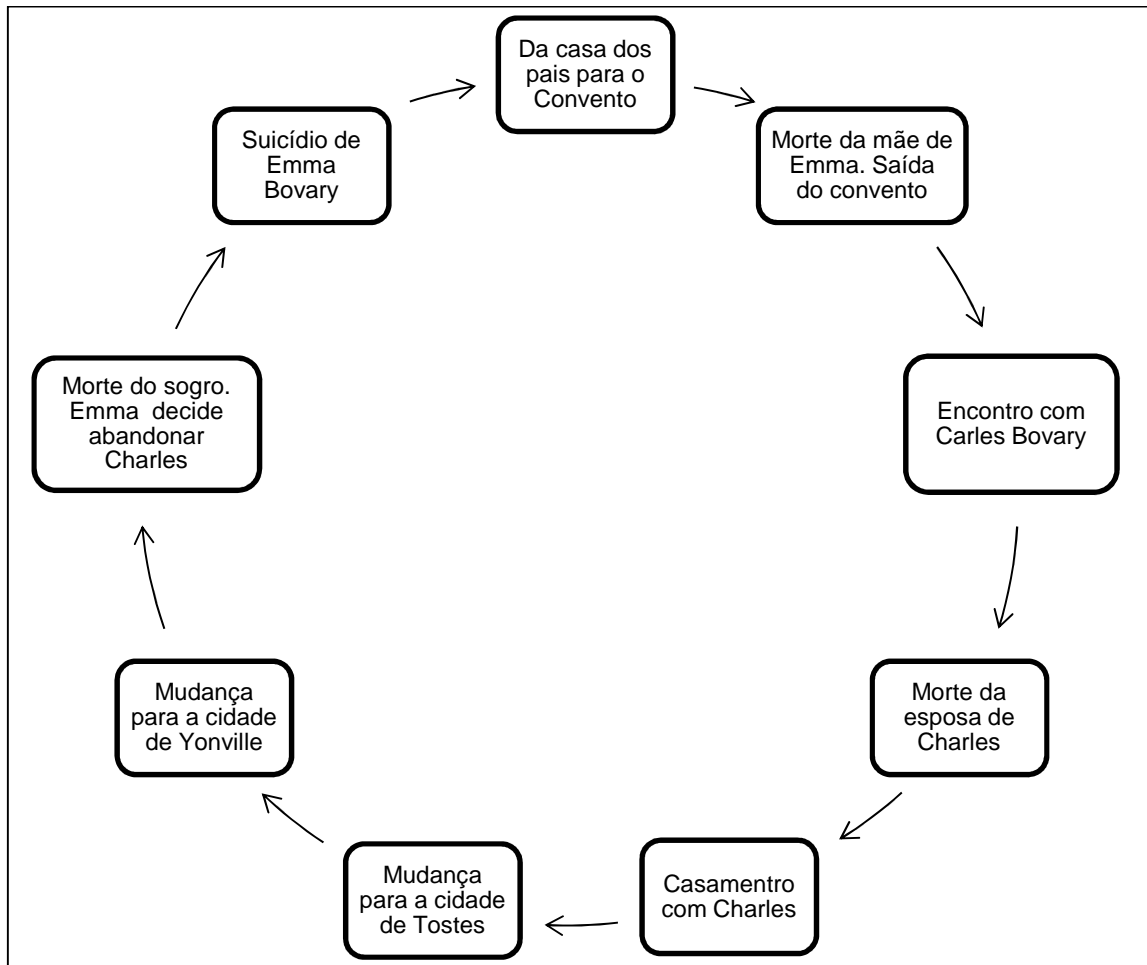 Da casa dos
pais para o
Convento
Morte da mãe de
Emma. Saída
do convento
Encontro com
Carles Bovary
Morte da
esposa de
Charles
Casamentro
com Charles
Mudança
para a cidade
de Tostes
Mudança
para a cidade
de Yonville
Morte do sogro.
Emma  decide
abandonar
Charles
Suicídio de
Emma
Bovary